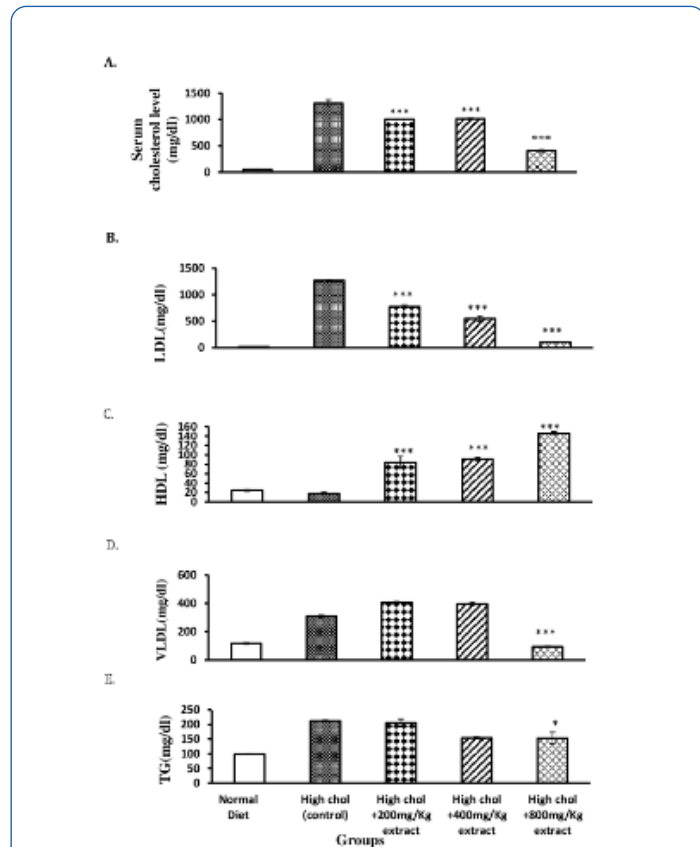 A.
Serum
cholesterol level
(mg/dl)
1500
1000
500
0
***
***
***
B.
LDL(mg/dl)
1500
1000
500
0
***
***
***
C.
HDL (mg/dl)
160
140
120
100
80
60
40
20
0
***
***
***
D.
VLDL(mg/dl)
600
400
200
0
***
E.
TG(mg/dl)
250
200
150
100
50
0
*
Normal
Diet
High chol
(control)
High chol
+200mg/Kg
extract
High chol
+400mg/Kg
extract
High chol
+800mg/Kg
extract
Groups